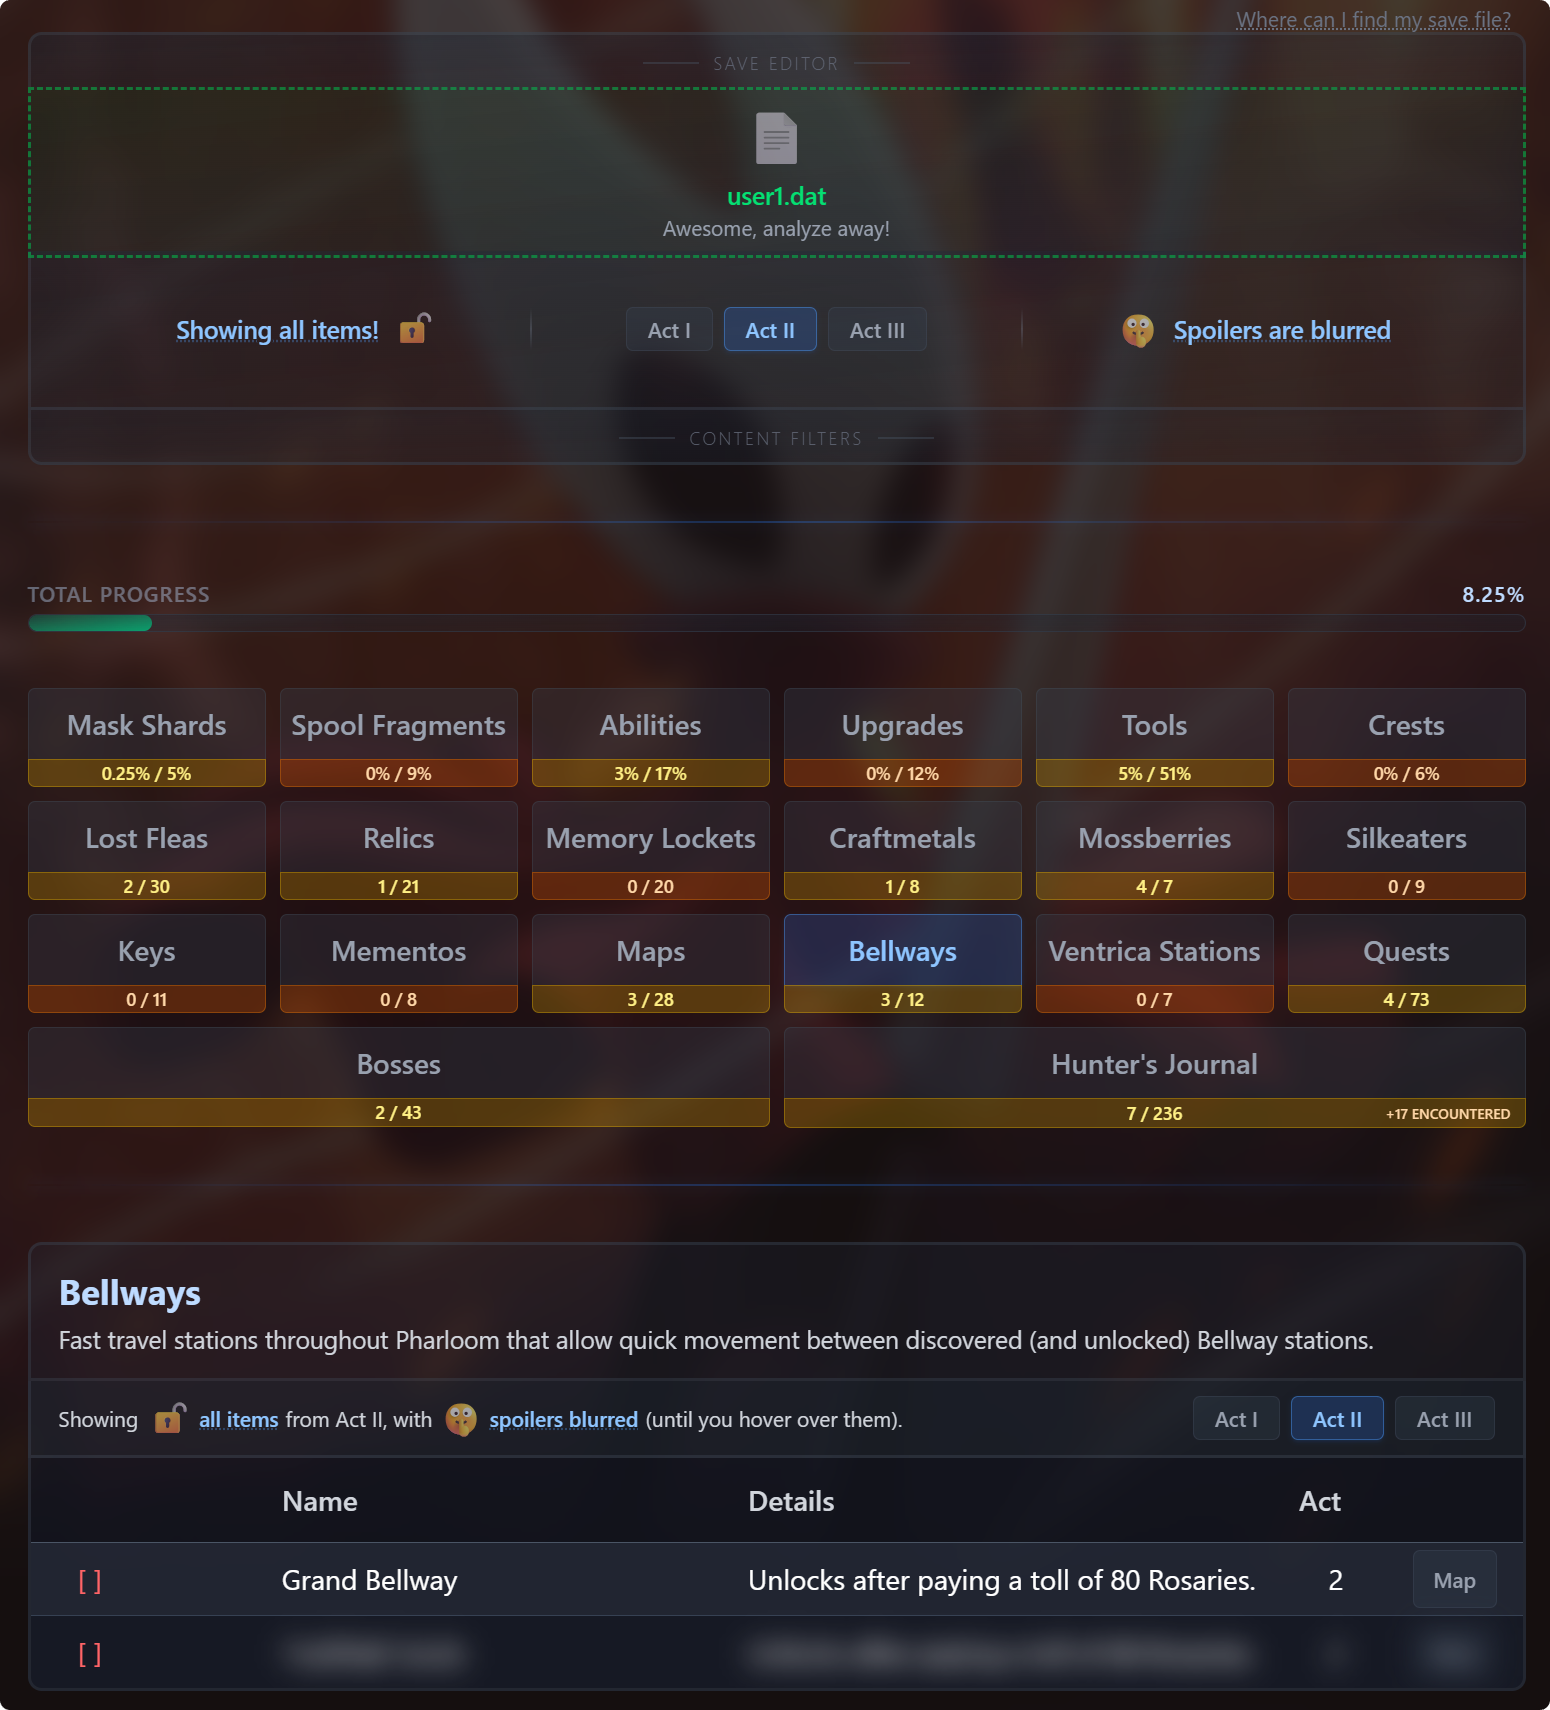 Where can I find my save file?
SAVE EDITOR
user1.dat
Awesome, analyze away!
Showing all items!
Act I
Act II
Act III
Spoilers are blurred
CONTENT FILTERS
TOTAL PROGRESS
8.25%
Mask Shards
0.25% / 5%
Spool Fragments
0% / 9%
Abilities
3% / 17%
Upgrades
0% / 12%
Tools
5% / 51%
Crests
0% / 6%
Lost Fleas
2 / 30
Relics
1 / 21
Memory Lockets
0 / 20
Craftmetals
1 / 8
Mossberries
4 / 7
Silkeaters
0 / 9
Keys
0 / 11
Mementos
0 / 8
Maps
3 / 28
Bellways
3 / 12
Ventrica Stations
0 / 7
Quests
4 / 73
Bosses
2 / 43
Hunter's Journal
7 / 236
+17 ENCOUNTERED
Bellways
Fast travel stations throughout Pharloom that allow quick movement between discovered (and unlocked) Bellway stations.
Showing all items from Act II, with spoilers blurred (until you hover over them).
Act I
Act II
Act III
Name Details Act
[ ] Grand Bellway Unlocks after paying a toll of 80 Rosaries. 2 Map
[ ]